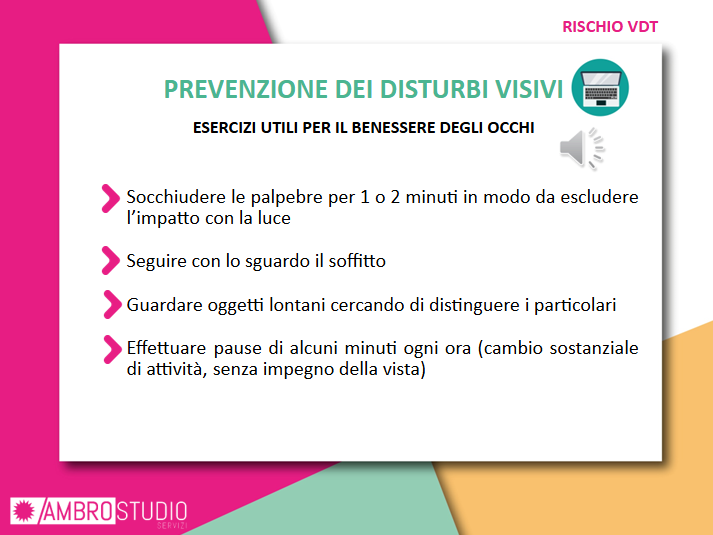 RISCHIO VDT
PREVENZIONE DEI DISTURBI VISIVI
ESERCIZI UTILI PER IL BENESSERE DEGLI OCCHI
Socchiudere le palpebre per 1 o 2 minuti in modo da escludere
l'impatto con la luce
Seguire con lo sguardo il soffitto
Guardare oggetti lontani cercando di distinguere i particolari
Effettuare pause di alcuni minuti ogni ora (cambio sostanziale
di attività, senza impegno della vista)
AMBROSTUDIO
SERVIZI